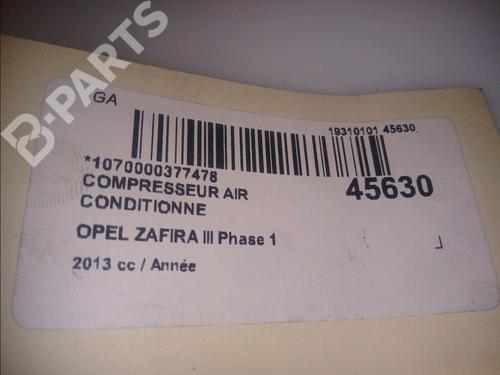 B-PARTS
GA
19310101 45630
*1070000377478
COMPRESSEUR AIR
CONDITIONNE
45630
OPEL ZAFIRA III Phase 1
2013 cc / Année